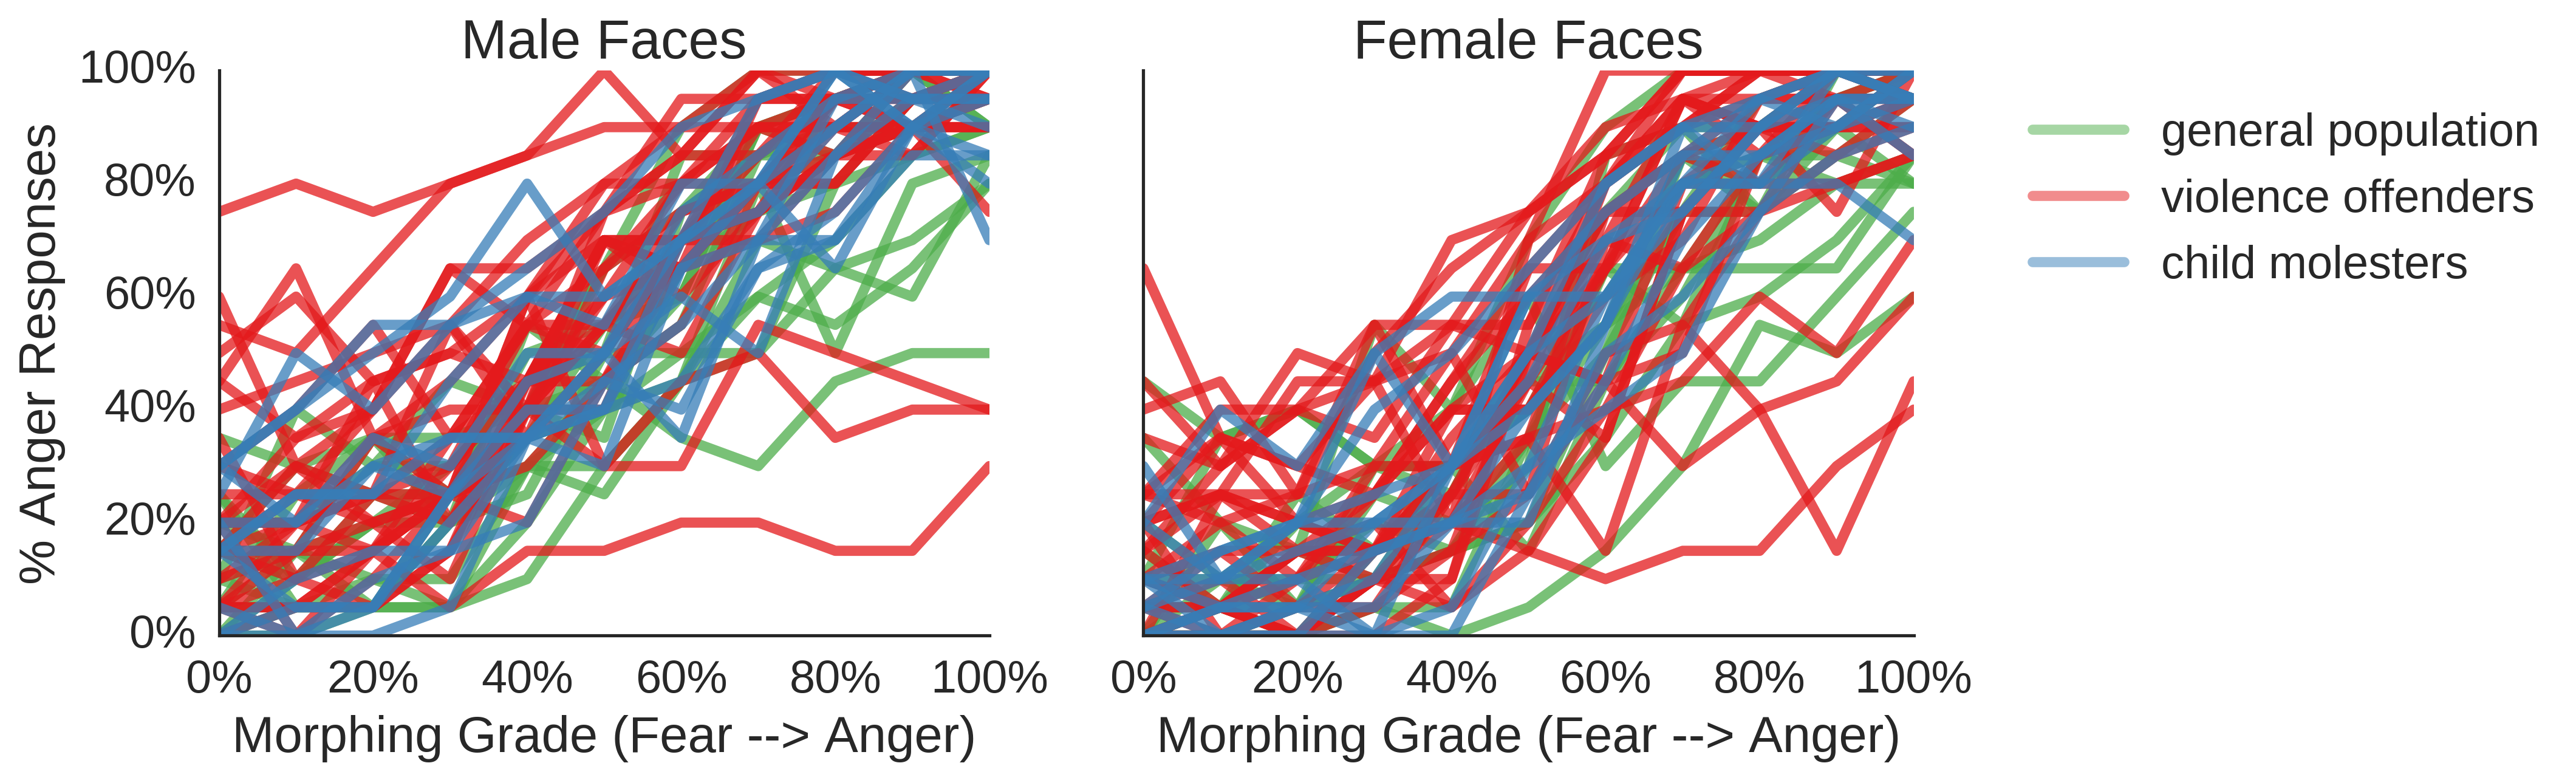 Male Faces
Female Faces
% Anger Responses
100%
80%
60%
40%
20%
0%
0% 20% 40% 60% 80% 100%
0% 20% 40% 60% 80% 100%
Morphing Grade (Fear --> Anger)
Morphing Grade (Fear --> Anger)
general population
violence offenders
child molesters